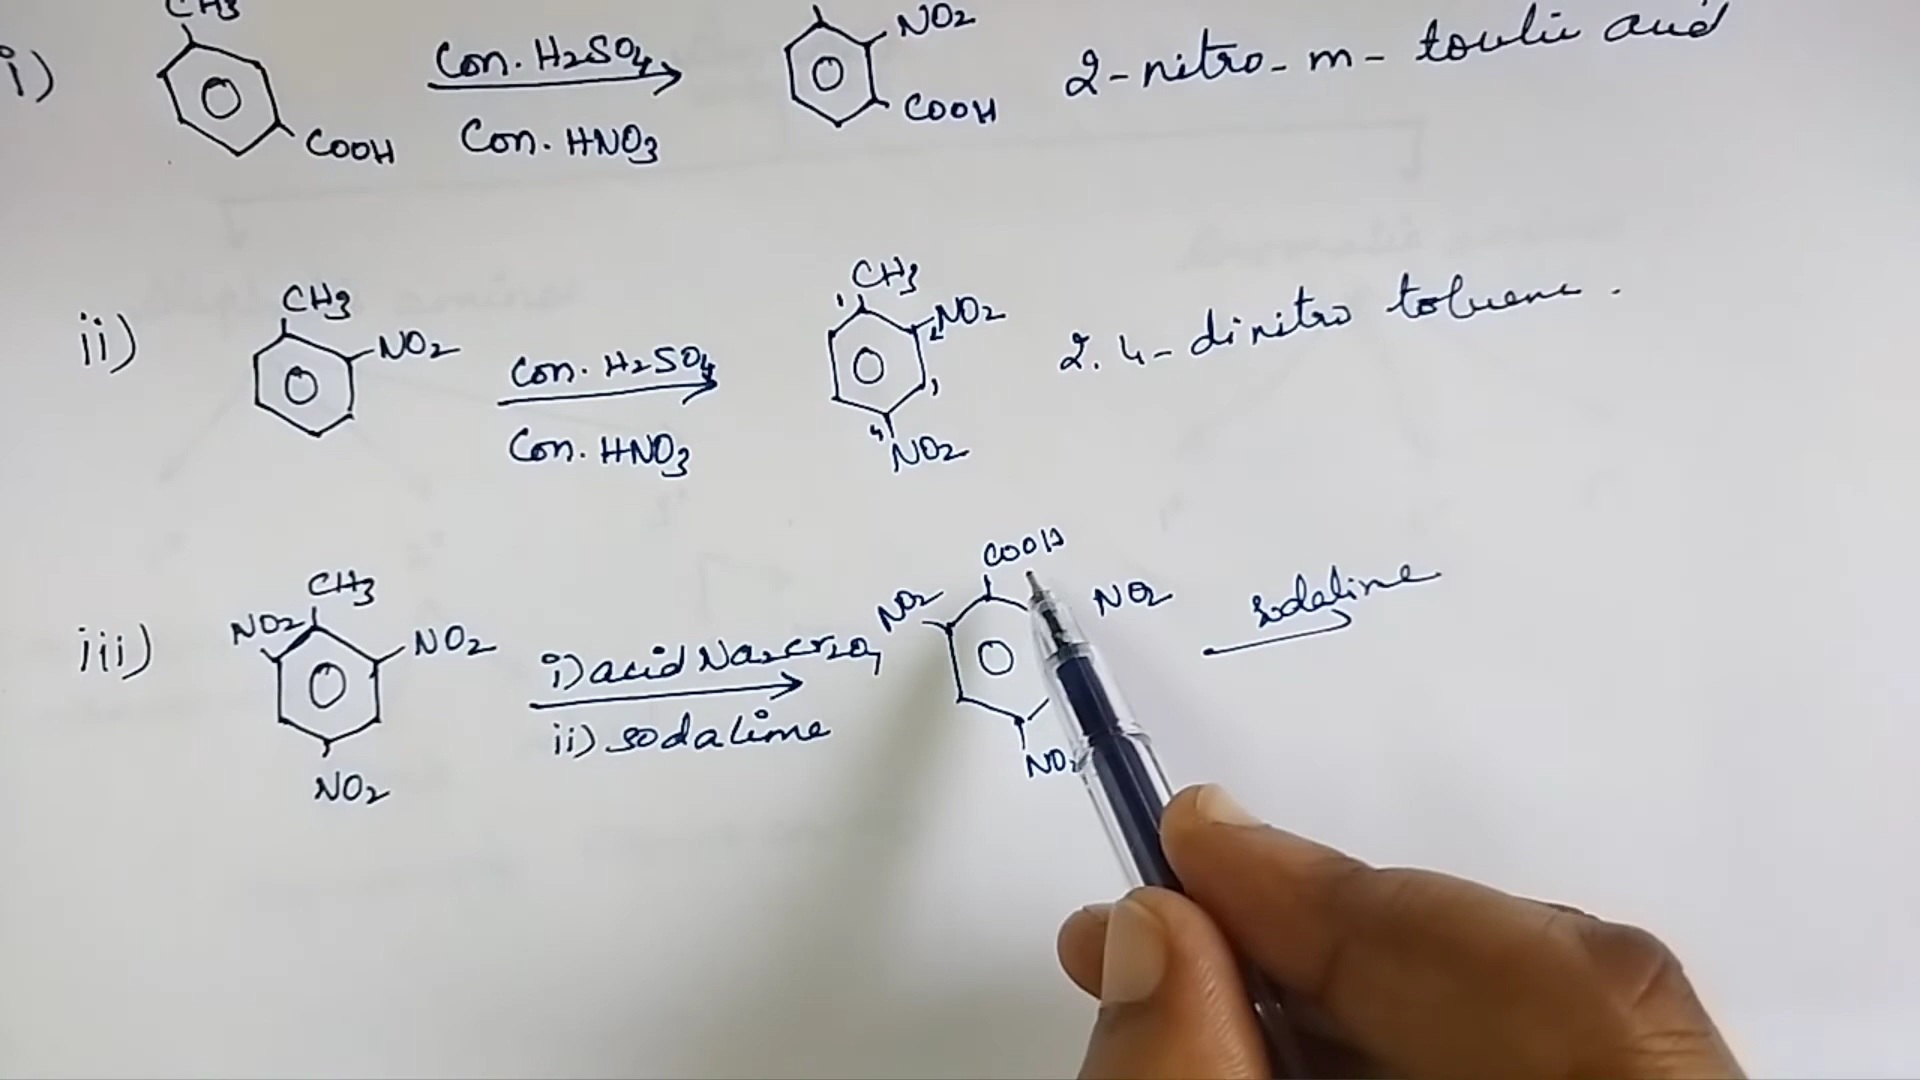 i) CH3 COOH Con. H2SO4 Con. HNO3 NO2 COOH 2-nitro-m-toulic acid
ii) CH3 NO2 Con. H2SO4 Con. HNO3 1 CH3 2 NO2 3 4 NO2 2.4-dinitro toluene.
iii) CH3 NO2 NO2 NO2 i) acid Na2Cr2O7 ii) sodalime COOH NO2 NO2 NO2 sodalime